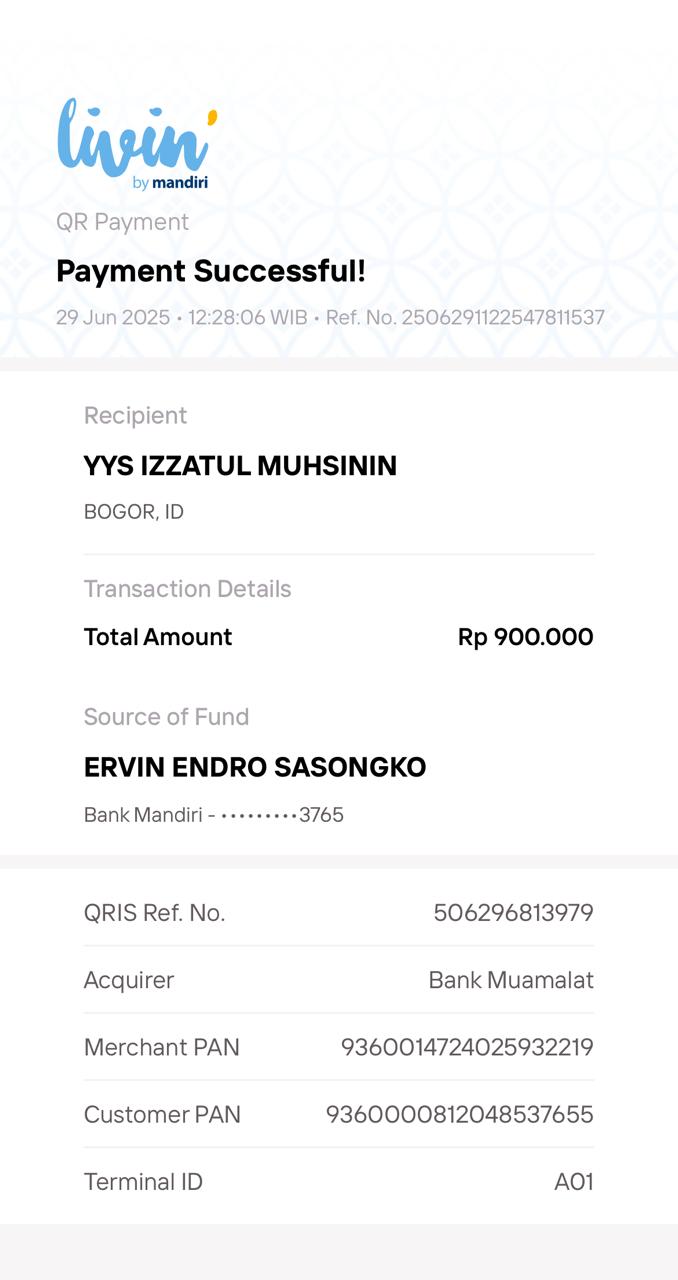 livin'
by mandiri
QR Payment
Payment Successful!
29 Jun 2025 • 12:28:06 WIB • Ref. No. 2506291122547811537
Recipient
YYS IZZATUL MUHSININ
BOGOR, ID
Transaction Details
Total Amount Rp 900.000
Source of Fund
ERVIN ENDRO SASONGKO
Bank Mandiri - •••••••••3765
QRIS Ref. No. 506296813979
Acquirer Bank Muamalat
Merchant PAN 9360014724025932219
Customer PAN 9360000812048537655
Terminal ID A01